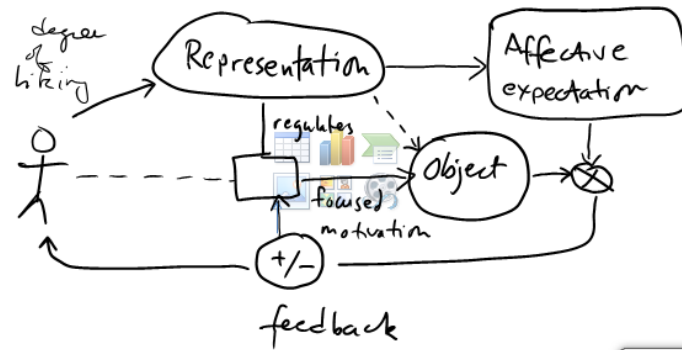 degree
of
liking
Representation
Affective
expectation
regulates
Object
focused
motivation
+/-
feedback